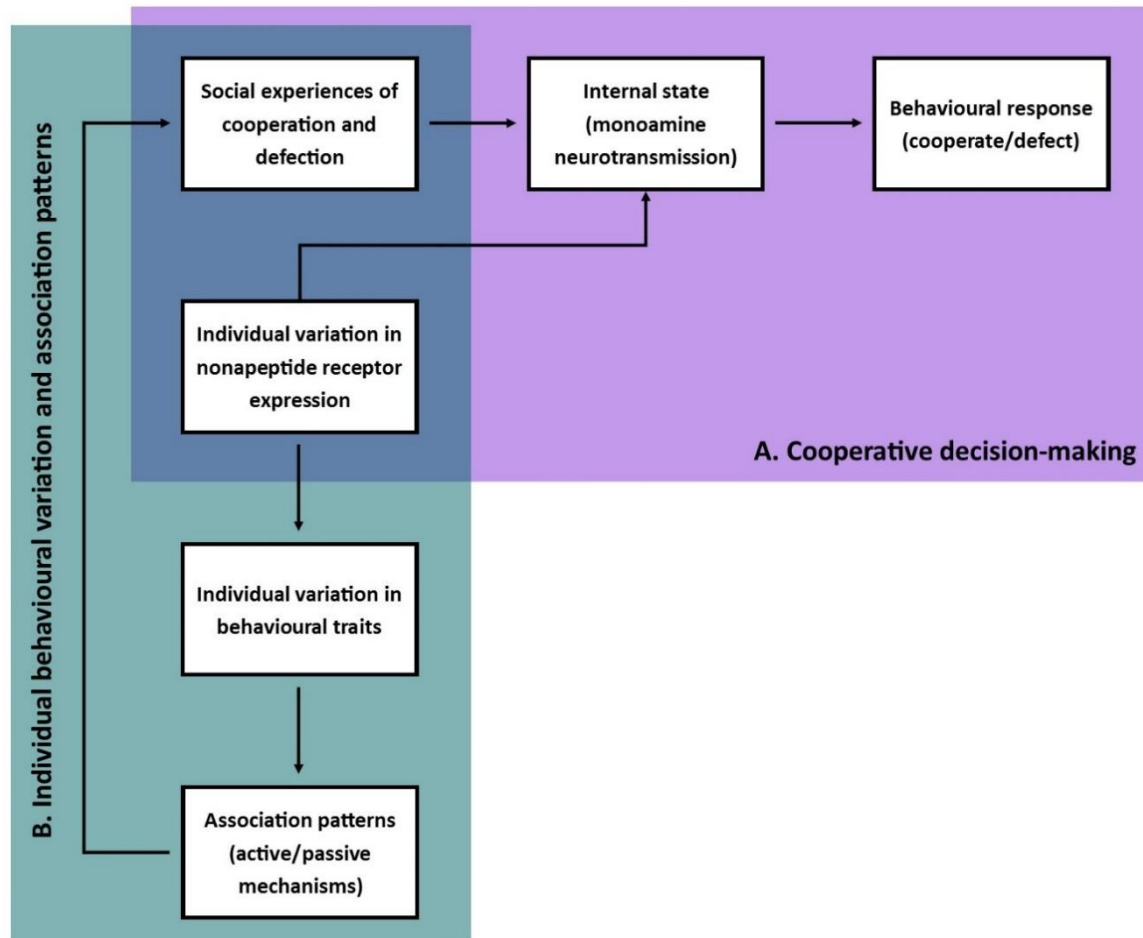 Social experiences of
cooperation and
defection
Internal state
(monoamine
neurotransmission)
Behavioural response
(cooperate/defect)
Individual variation in
nonapeptide receptor
expression
A. Cooperative decision-making
Individual variation in
behavioural traits
Association patterns
(active/passive
mechanisms)
B. Individual behavioural variation and association patterns